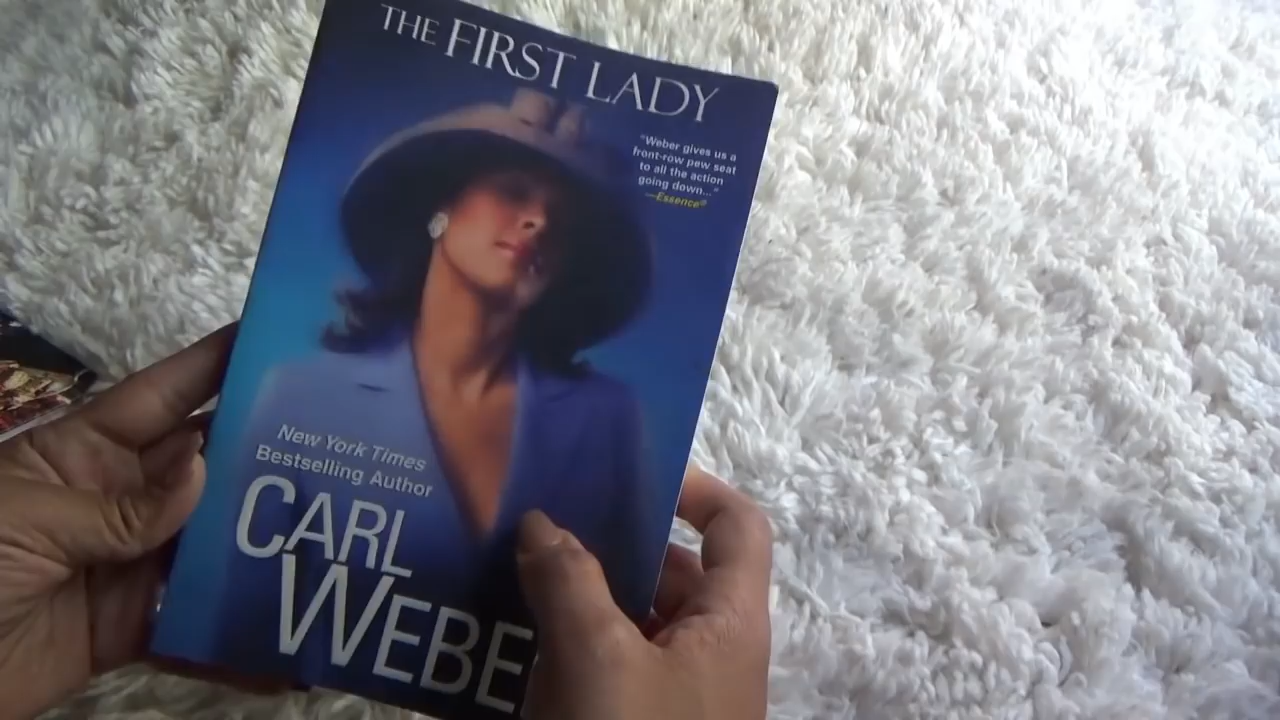 THE FIRST LADY
"Weber gives us a
front-row pew seat
to all the action
going down..."
—Essence®
New York Times
Bestselling Author
CARL
WEBE